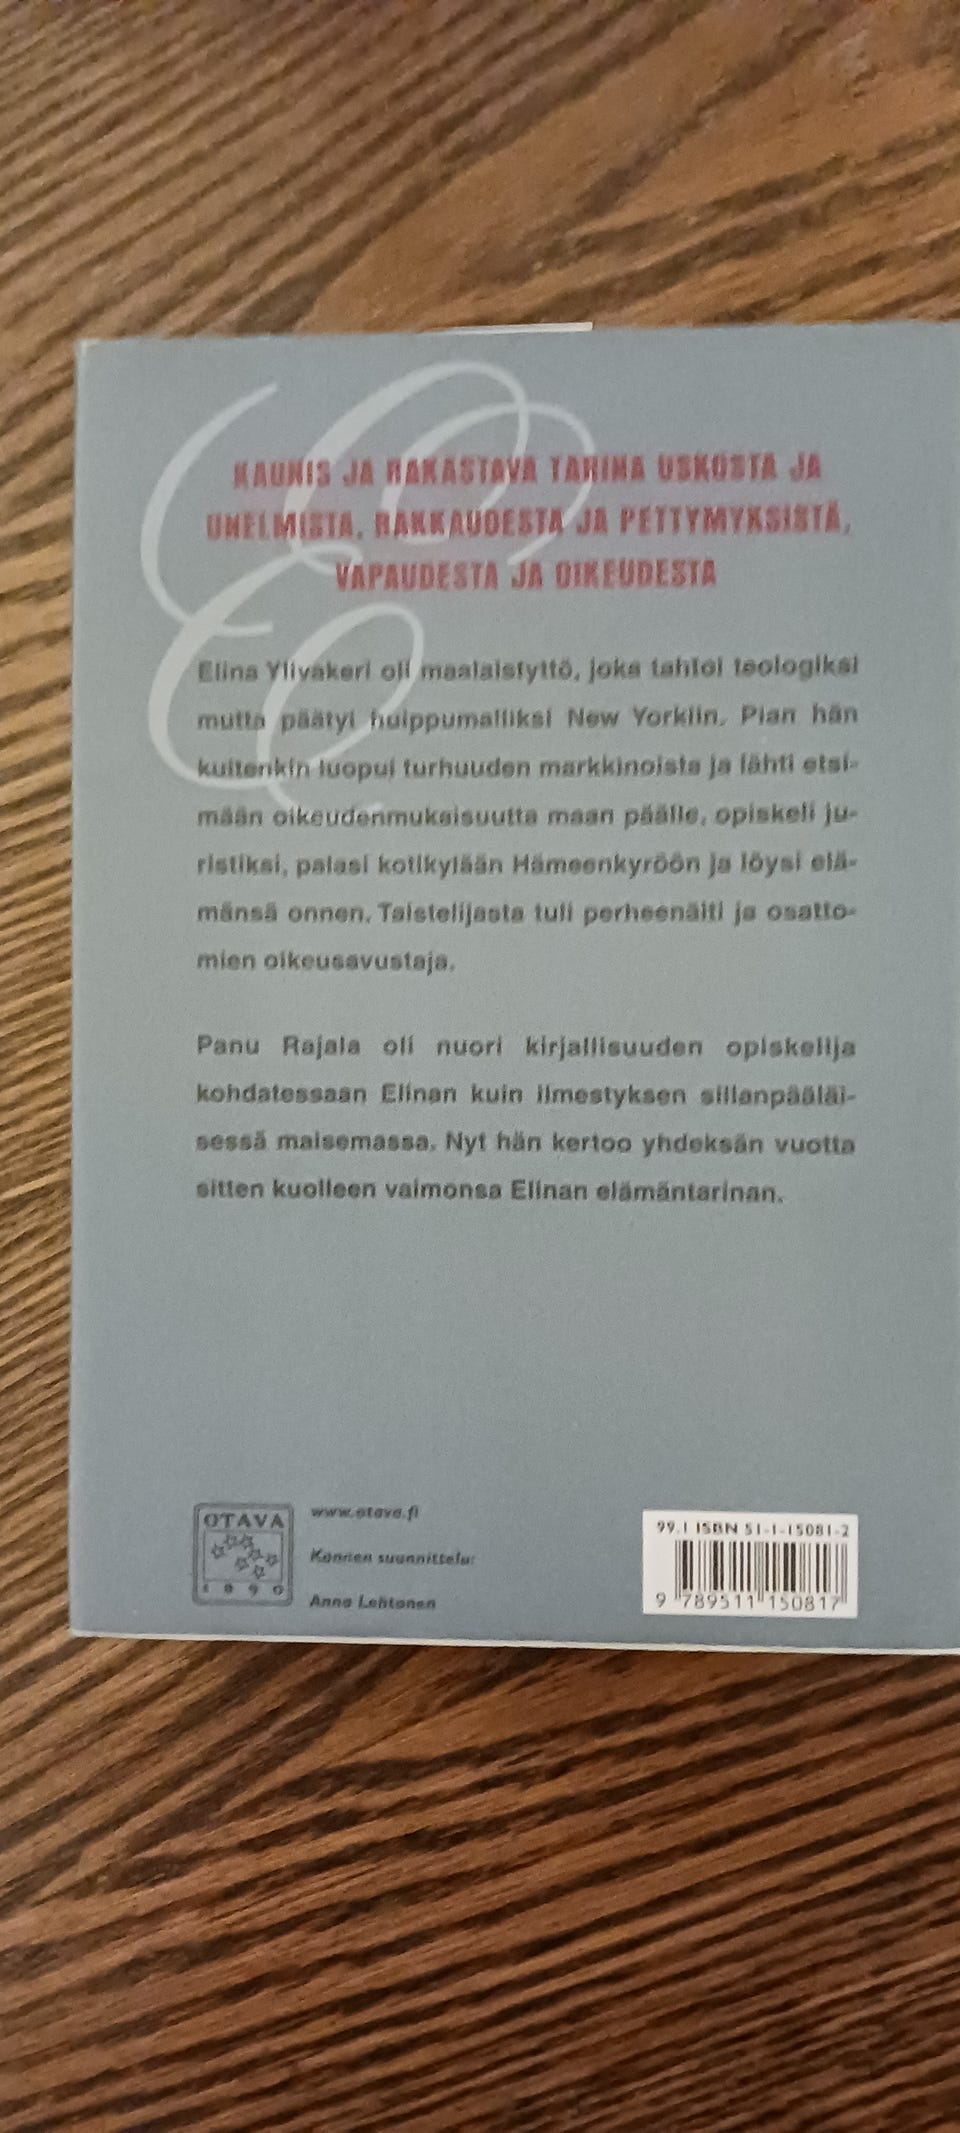 KAUNIS JA RAKASTAVA TARINA USKOSTA JA
UNELMISTA, RAKKAUDESTA JA PETTYMYKSISTÄ,
VAPAUDESTA JA OIKEUDESTA
Elina Ylivakeri oli maalaistyttö, joka tahtoi teologiksi
mutta päätyi huippumalliksi New Yorkiin. Pian hän
kuitenkin luopui turhuuden markkinoista ja lähti etsi-
mään oikeudenmukaisuutta maan päälle, opiskeli ju-
ristiksi, palasi kotikylään Hämeenkyröön ja löysi elä-
mänsä onnen. Taistelijasta tuli perheenäiti ja osatto-
mien oikeusavustaja.
Panu Rajala oli nuori kirjallisuuden opiskelija
kohdatessaan Elinan kuin ilmestyksen sillanpääläi-
sessä maisemassa. Nyt hän kertoo yhdeksän vuotta
sitten kuolleen vaimonsa Elinan elämäntarinan.
OTAVA
1890
www.otava.fi
Kannen suunnittelu:
Anna Lehtonen
99.1 ISBN 51-1-15081-2
9 789511 150817